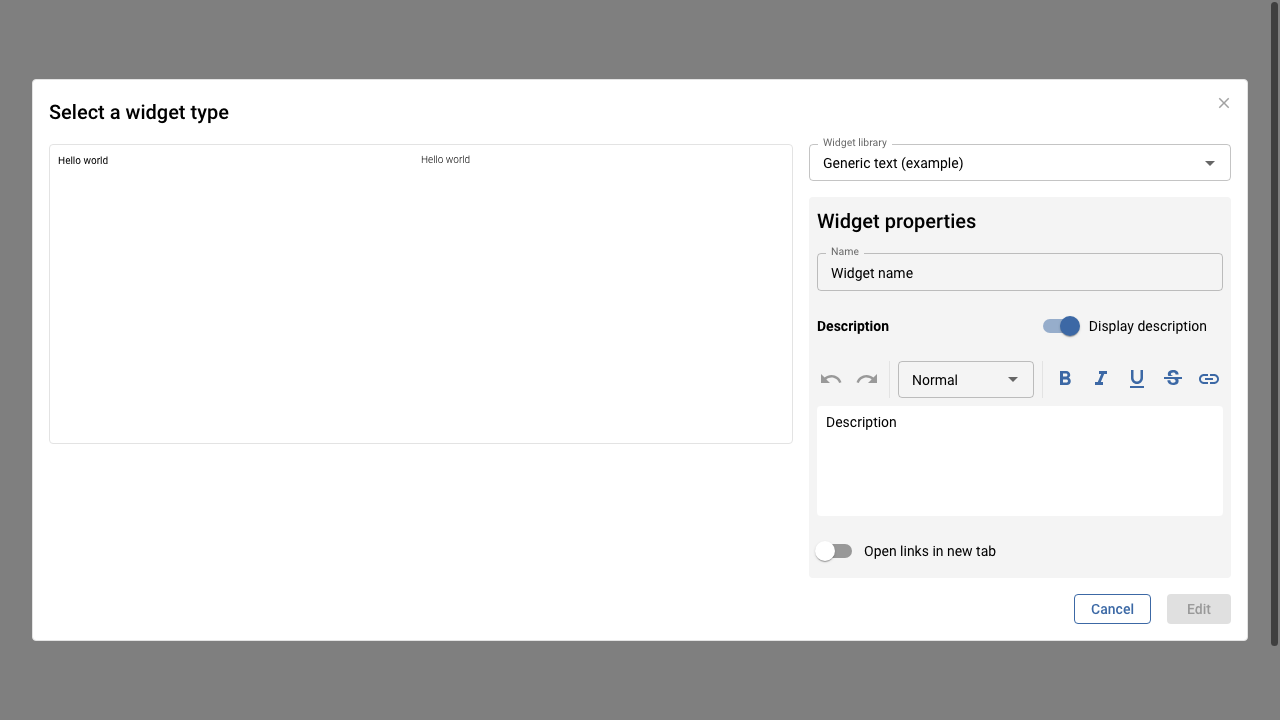 Select a widget type
Hello world
Hello world
Widget library
Generic text (example)
Widget properties
Name
Widget name
Description
Display description
Normal
Description
Open links in new tab
Cancel
Edit